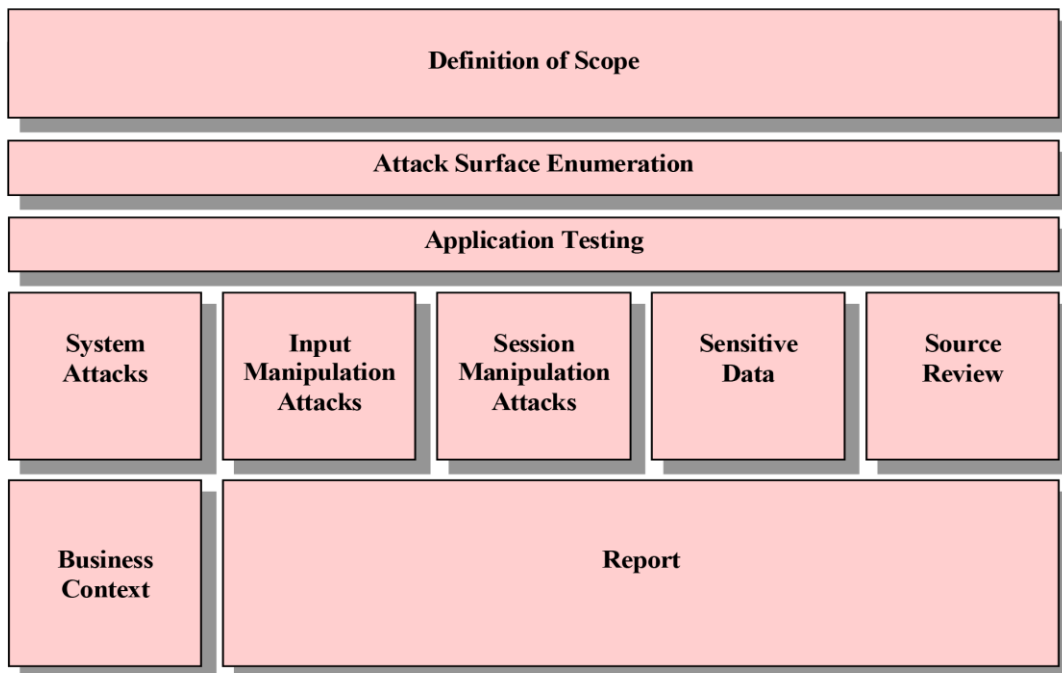 Definition of Scope
Attack Surface Enumeration
Application Testing
System
Attacks
Input
Manipulation
Attacks
Session
Manipulation
Attacks
Sensitive
Data
Source
Review
Business
Context
Report